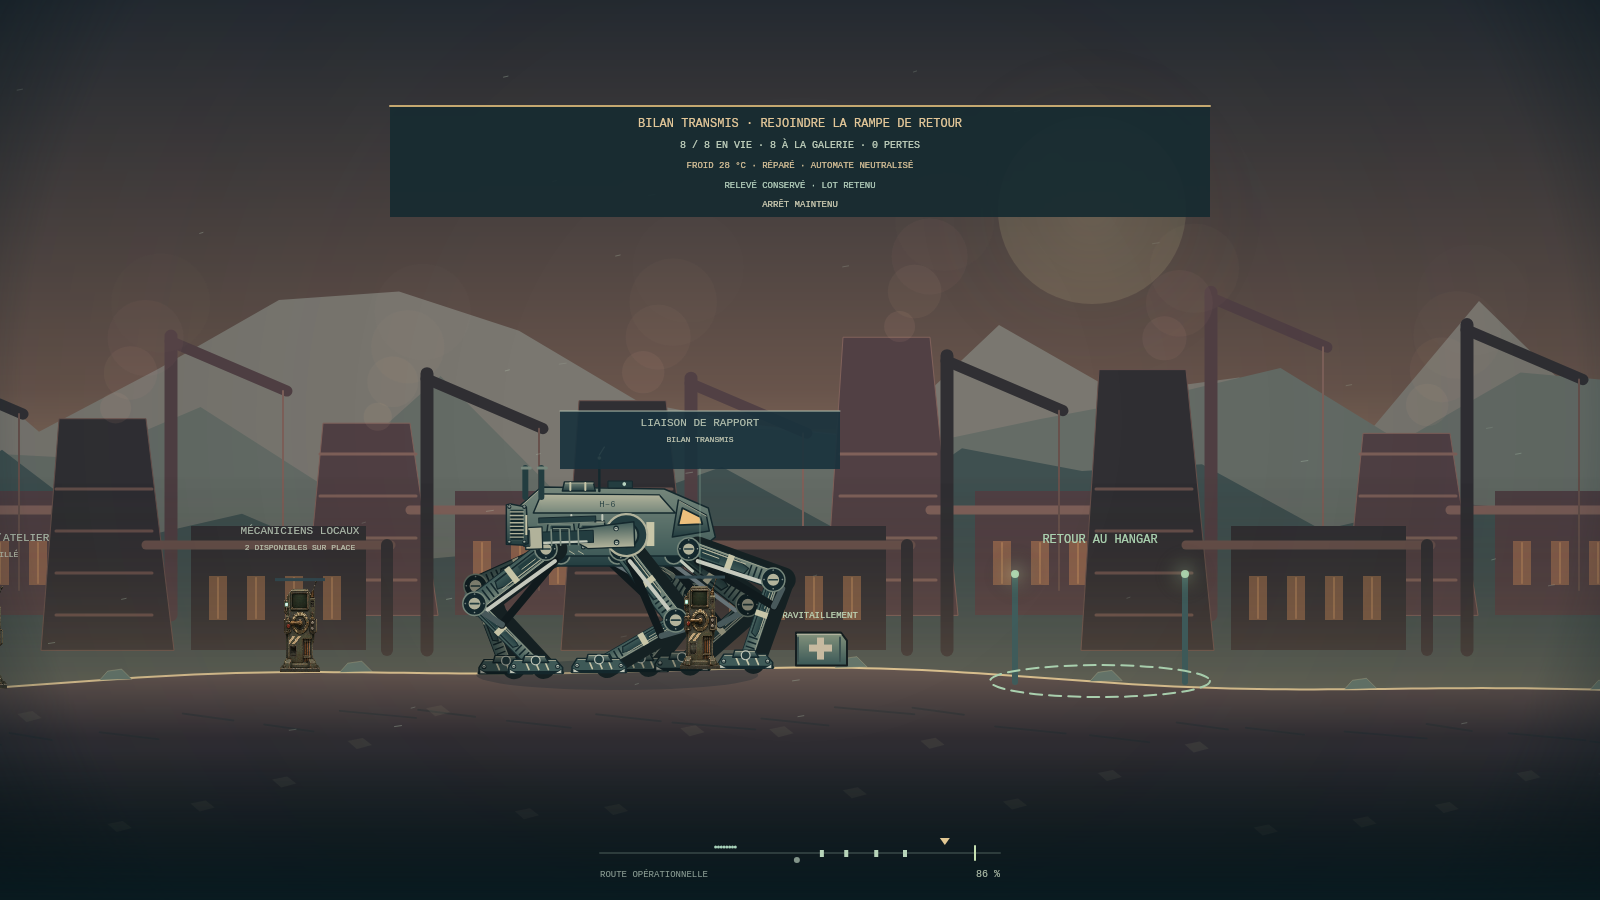 BILAN TRANSMIS · REJOINDRE LA RAMPE DE RETOUR
8 / 8 EN VIE · 8 À LA GALERIE · 0 PERTES
FROID 28 °C · RÉPARÉ · AUTOMATE NEUTRALISÉ
RELEVÉ CONSERVÉ · LOT RETENU
ARRÊT MAINTENU
LIAISON DE RAPPORT
BILAN TRANSMIS
H-6
'ATELIER
ILLÉ
MÉCANICIENS LOCAUX
2 DISPONIBLES SUR PLACE
RETOUR AU HANGAR
RAVITAILLEMENT
ROUTE OPÉRATIONNELLE
86 %